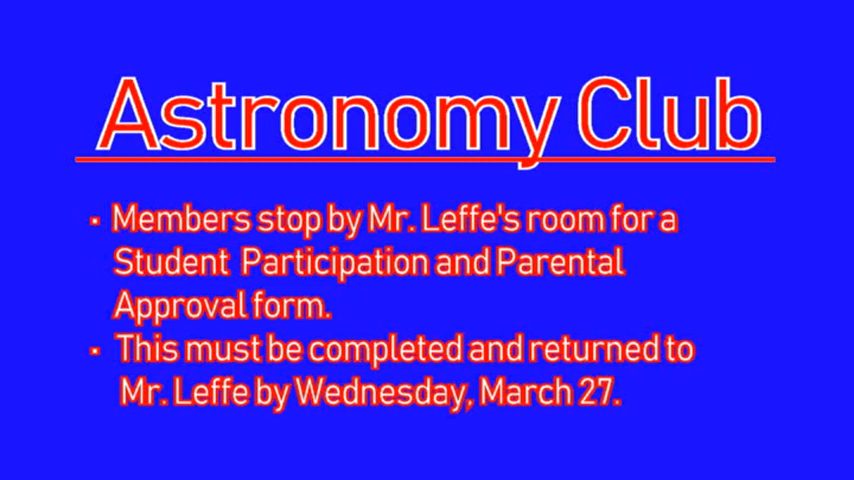 Astronomy Club
· Members stop by Mr. Leffe's room for a
Student Participation and Parental
Approval form.
· This must be completed and returned to
Mr. Leffe by Wednesday, March 27.